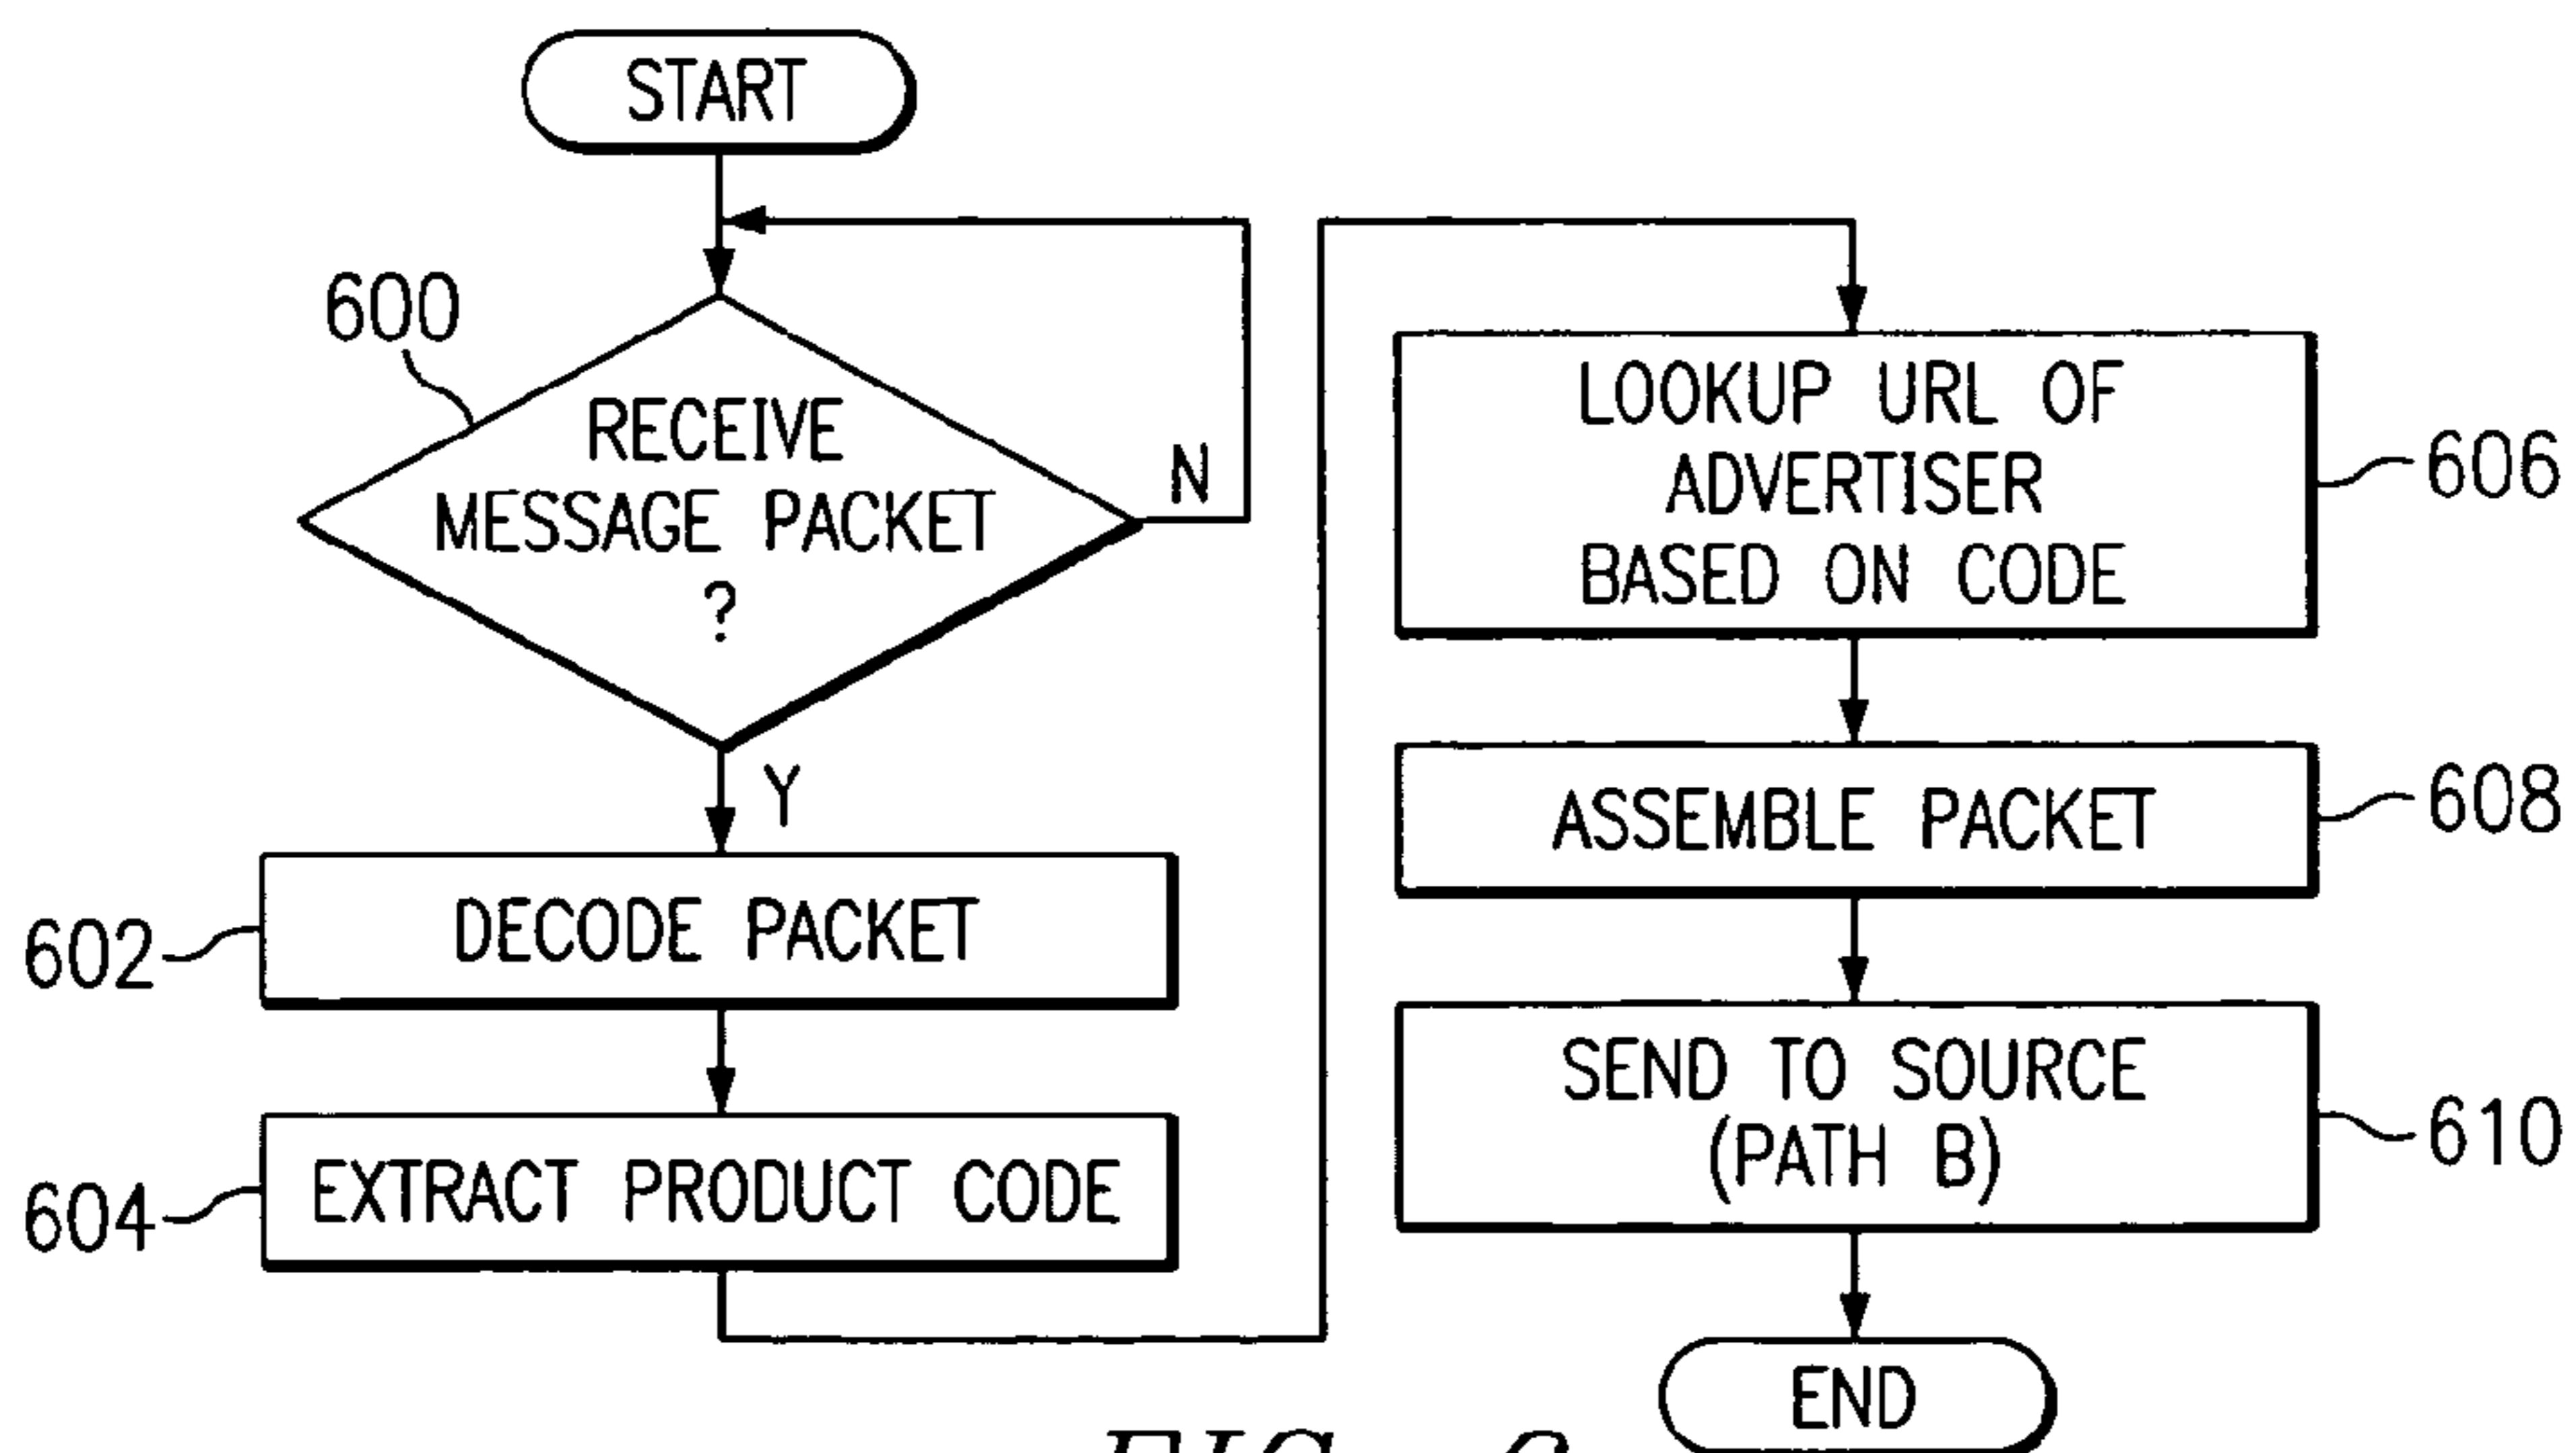 START
600
RECEIVE
MESSAGE PACKET
?
N
Y
602
DECODE PACKET
604
EXTRACT PRODUCT CODE
LOOKUP URL OF
ADVERTISER
BASED ON CODE
606
ASSEMBLE PACKET
608
SEND TO SOURCE
(PATH B)
610
END